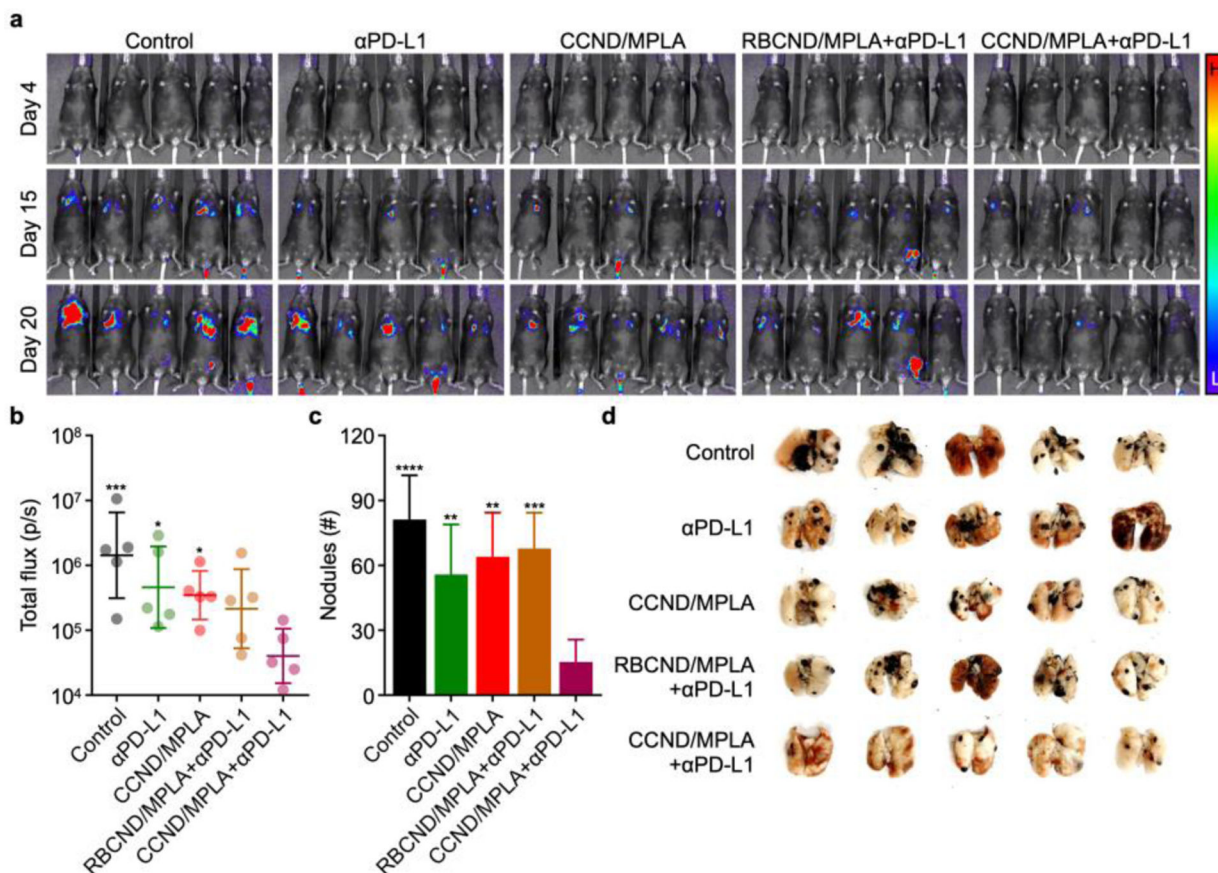 a
Control αPD-L1 CCND/MPLA RBCND/MPLA+αPD-L1 CCND/MPLA+αPD-L1
Day 4
H
Day 15
Day 20
L
b
Total flux (p/s)
10⁸
10⁷
10⁶
10⁵
10⁴
***
*
*
Control
αPD-L1
CCND/MPLA
RBCND/MPLA+αPD-L1
CCND/MPLA+αPD-L1
c
Nodules (#)
120
90
60
30
0
****
**
**
***
Control
αPD-L1
CCND/MPLA
RBCND/MPLA+αPD-L1
CCND/MPLA+αPD-L1
d
Control
αPD-L1
CCND/MPLA
RBCND/MPLA
+αPD-L1
CCND/MPLA
+αPD-L1